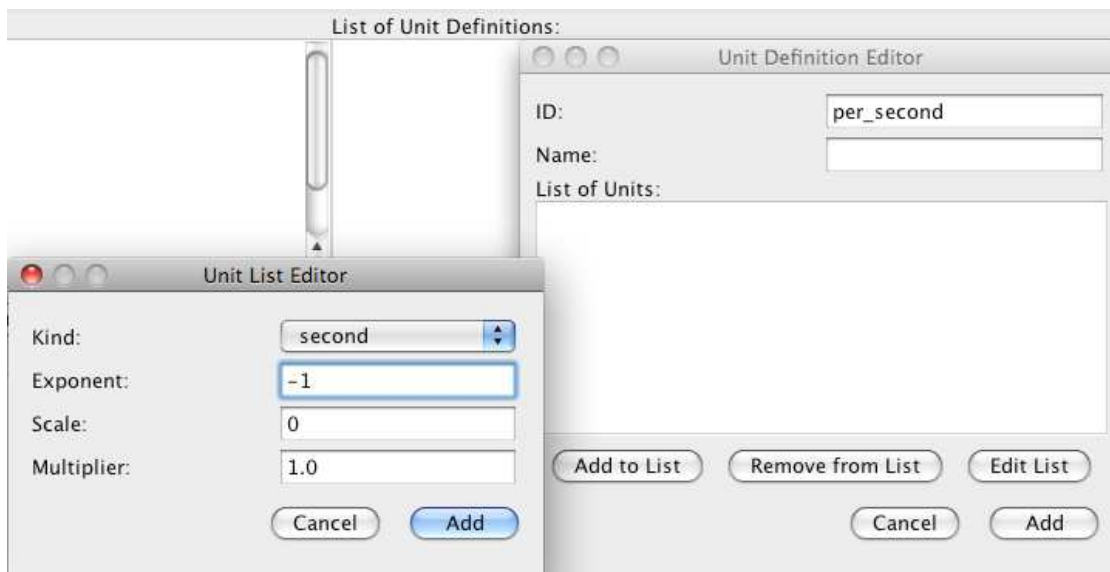 List of Unit Definitions:
Unit Definition Editor
ID:
per_second
Name:
List of Units:
Add to List
Remove from List
Edit List
Cancel
Add
Unit List Editor
Kind:
second
Exponent:
-1
Scale:
0
Multiplier:
1.0
Cancel
Add